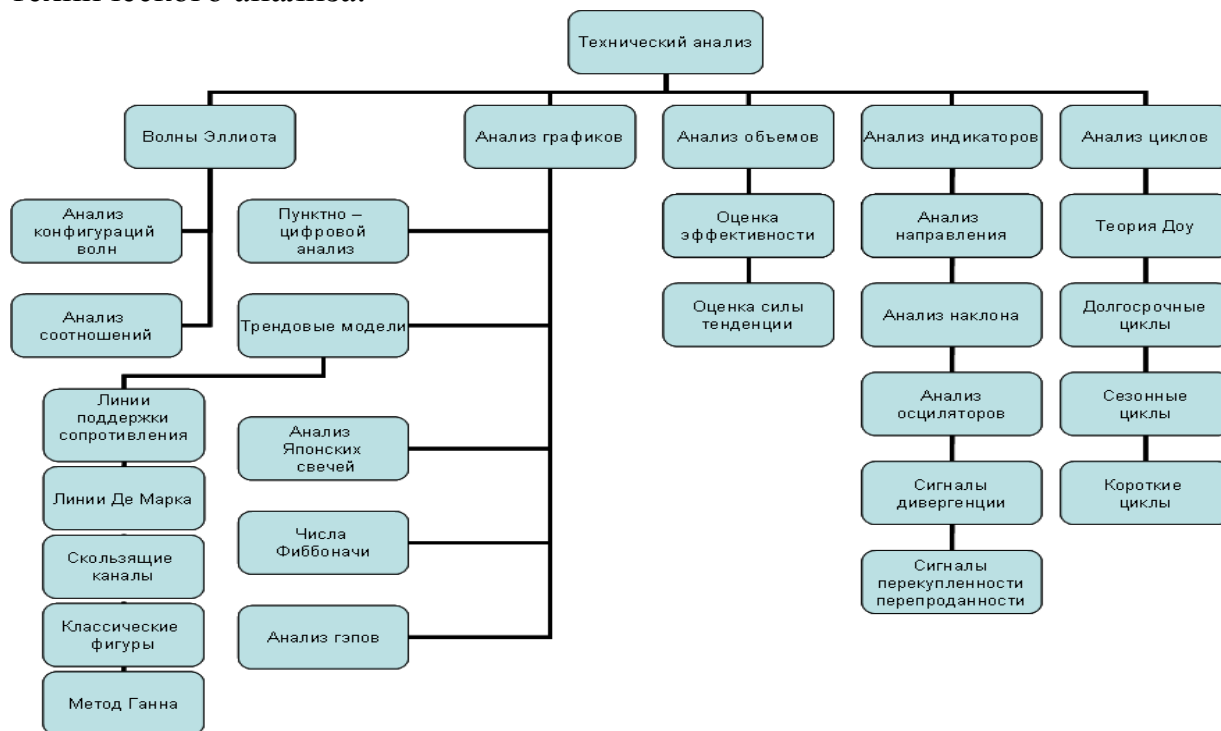 технического анализа.
Технический анализ
Волны Эллиота
Анализ графиков
Анализ объемов
Анализ индикаторов
Анализ циклов
Анализ
конфигураций
волн
Анализ
соотношений
Пунктно –
цифровой
анализ
Трендовые модели
Линии
поддержки
сопротивления
Линии Де Марка
Скользящие
каналы
Классические
фигуры
Метод Ганна
Анализ
Японских
свечей
Числа
Фиббоначи
Анализ гэпов
Оценка
эффективности
Оценка силы
тенденции
Анализ
направления
Анализ наклона
Анализ
осциляторов
Сигналы
дивергенции
Сигналы
перекупленности
перепроданности
Теория Доу
Долгосрочные
циклы
Сезонные
циклы
Короткие
циклы